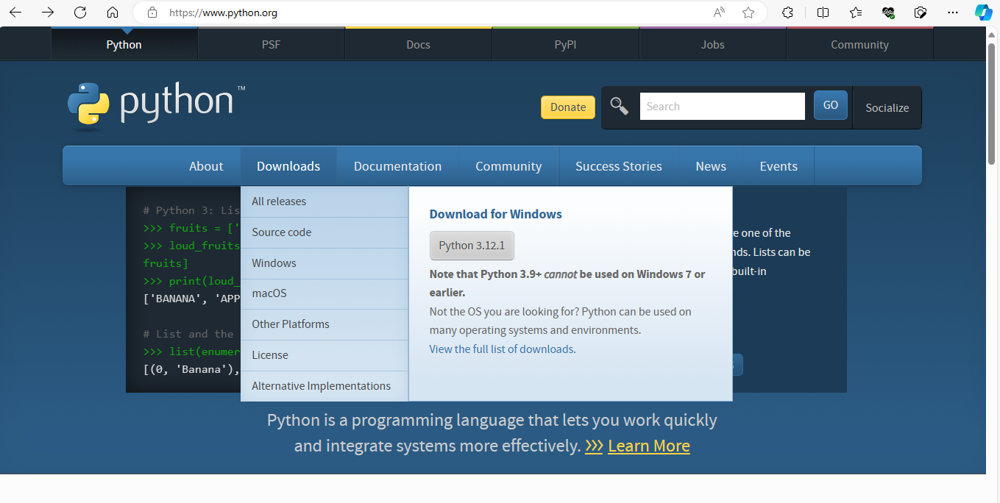 https://www.python.org
Python
PSF
Docs
PyPI
Jobs
Community
python™
Donate
Search
GO
Socialize
About
Downloads
Documentation
Community
Success Stories
News
Events
All releases
Source code
Windows
macOS
Other Platforms
License
Alternative Implementations
Download for Windows
Python 3.12.1
Note that Python 3.9+ cannot be used on Windows 7 or
earlier.
Not the OS you are looking for? Python can be used on
many operating systems and environments.
View the full list of downloads.
# Python 3: Lis
>>> fruits = ['
>>> loud_fruits
fruits]
>>> print(loud_
['BANANA', 'APP
# List and the
>>> list(enumer
[(0, 'Banana'),
e one of the
nds. Lists can be
built-in
Python is a programming language that lets you work quickly
and integrate systems more effectively. >>> Learn More